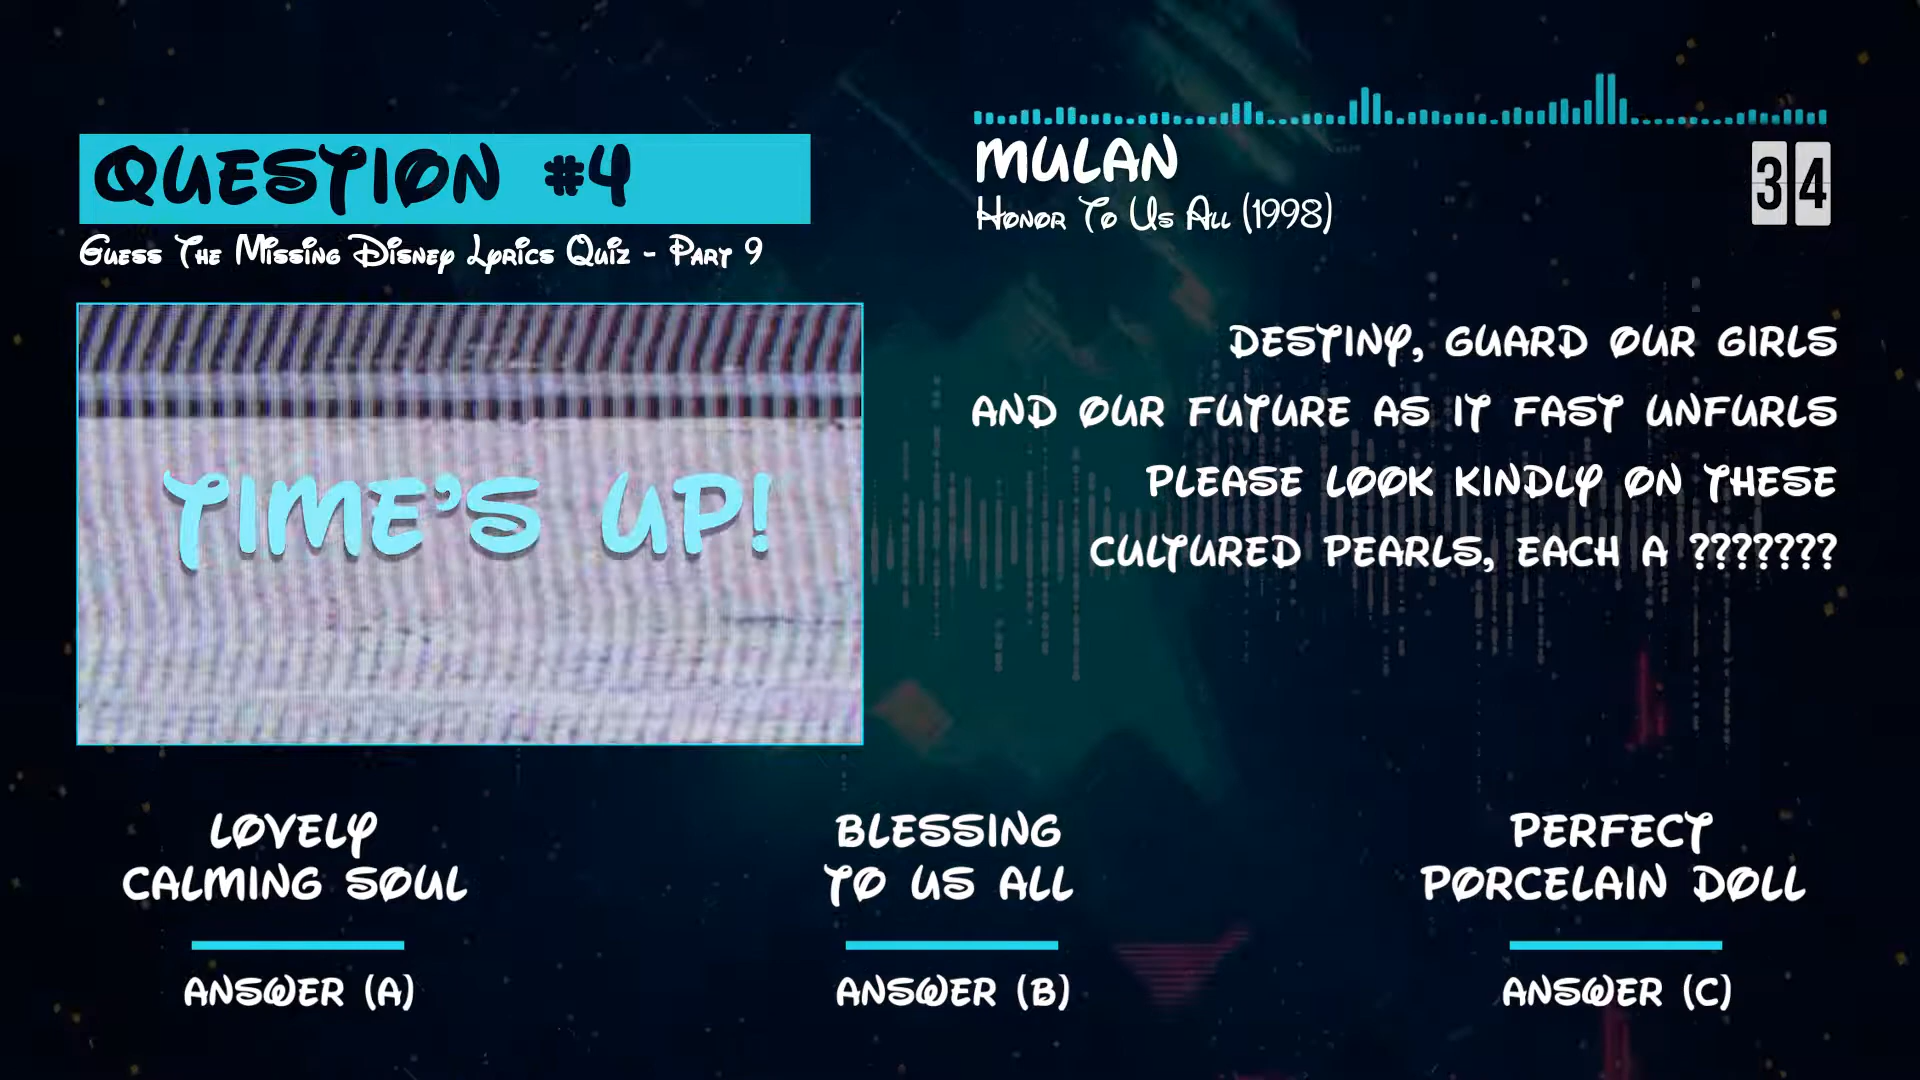 QUESTION #4
Guess The Missing Disney Lyrics Quiz - Part 9
MULAN
Honor To Us All (1998)
34
TIME'S UP!
DESTINY, GUARD OUR GIRLS
AND OUR FUTURE AS IT FAST UNFURLS
PLEASE LOOK KINDLY ON THESE
CULTURED PEARLS, EACH A ???????
LOVELY
CALMING SOUL
ANSWER (A)
BLESSING
TO US ALL
ANSWER (B)
PERFECT
PORCELAIN DOLL
ANSWER (C)